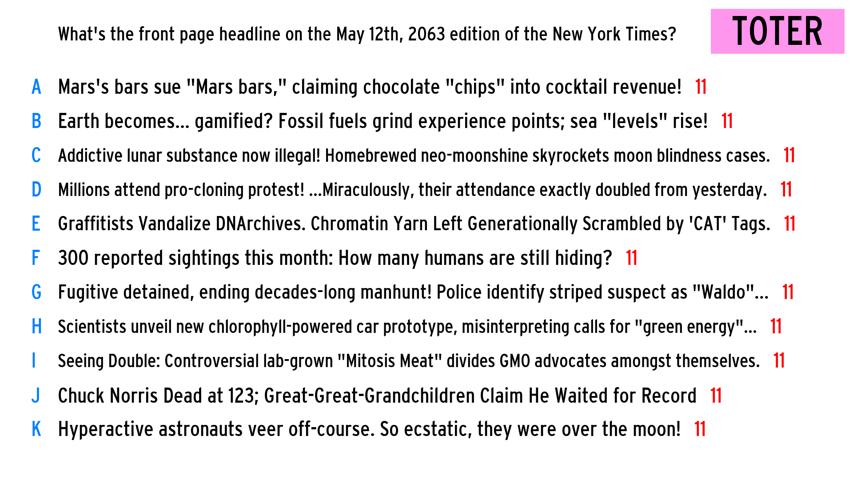 What's the front page headline on the May 12th, 2063 edition of the New York Times?
TOTER
A Mars's bars sue "Mars bars," claiming chocolate "chips" into cocktail revenue! 11
B Earth becomes... gamified? Fossil fuels grind experience points; sea "levels" rise! 11
C Addictive lunar substance now illegal! Homebrewed neo-moonshine skyrockets moon blindness cases. 11
D Millions attend pro-cloning protest! ...Miraculously, their attendance exactly doubled from yesterday. 11
E Graffitists Vandalize DNArchives. Chromatin Yarn Left Generationally Scrambled by 'CAT' Tags. 11
F 300 reported sightings this month: How many humans are still hiding? 11
G Fugitive detained, ending decades-long manhunt! Police identify striped suspect as "Waldo"... 11
H Scientists unveil new chlorophyll-powered car prototype, misinterpreting calls for "green energy"... 11
I Seeing Double: Controversial lab-grown "Mitosis Meat" divides GMO advocates amongst themselves. 11
J Chuck Norris Dead at 123; Great-Great-Grandchildren Claim He Waited for Record 11
K Hyperactive astronauts veer off-course. So ecstatic, they were over the moon! 11